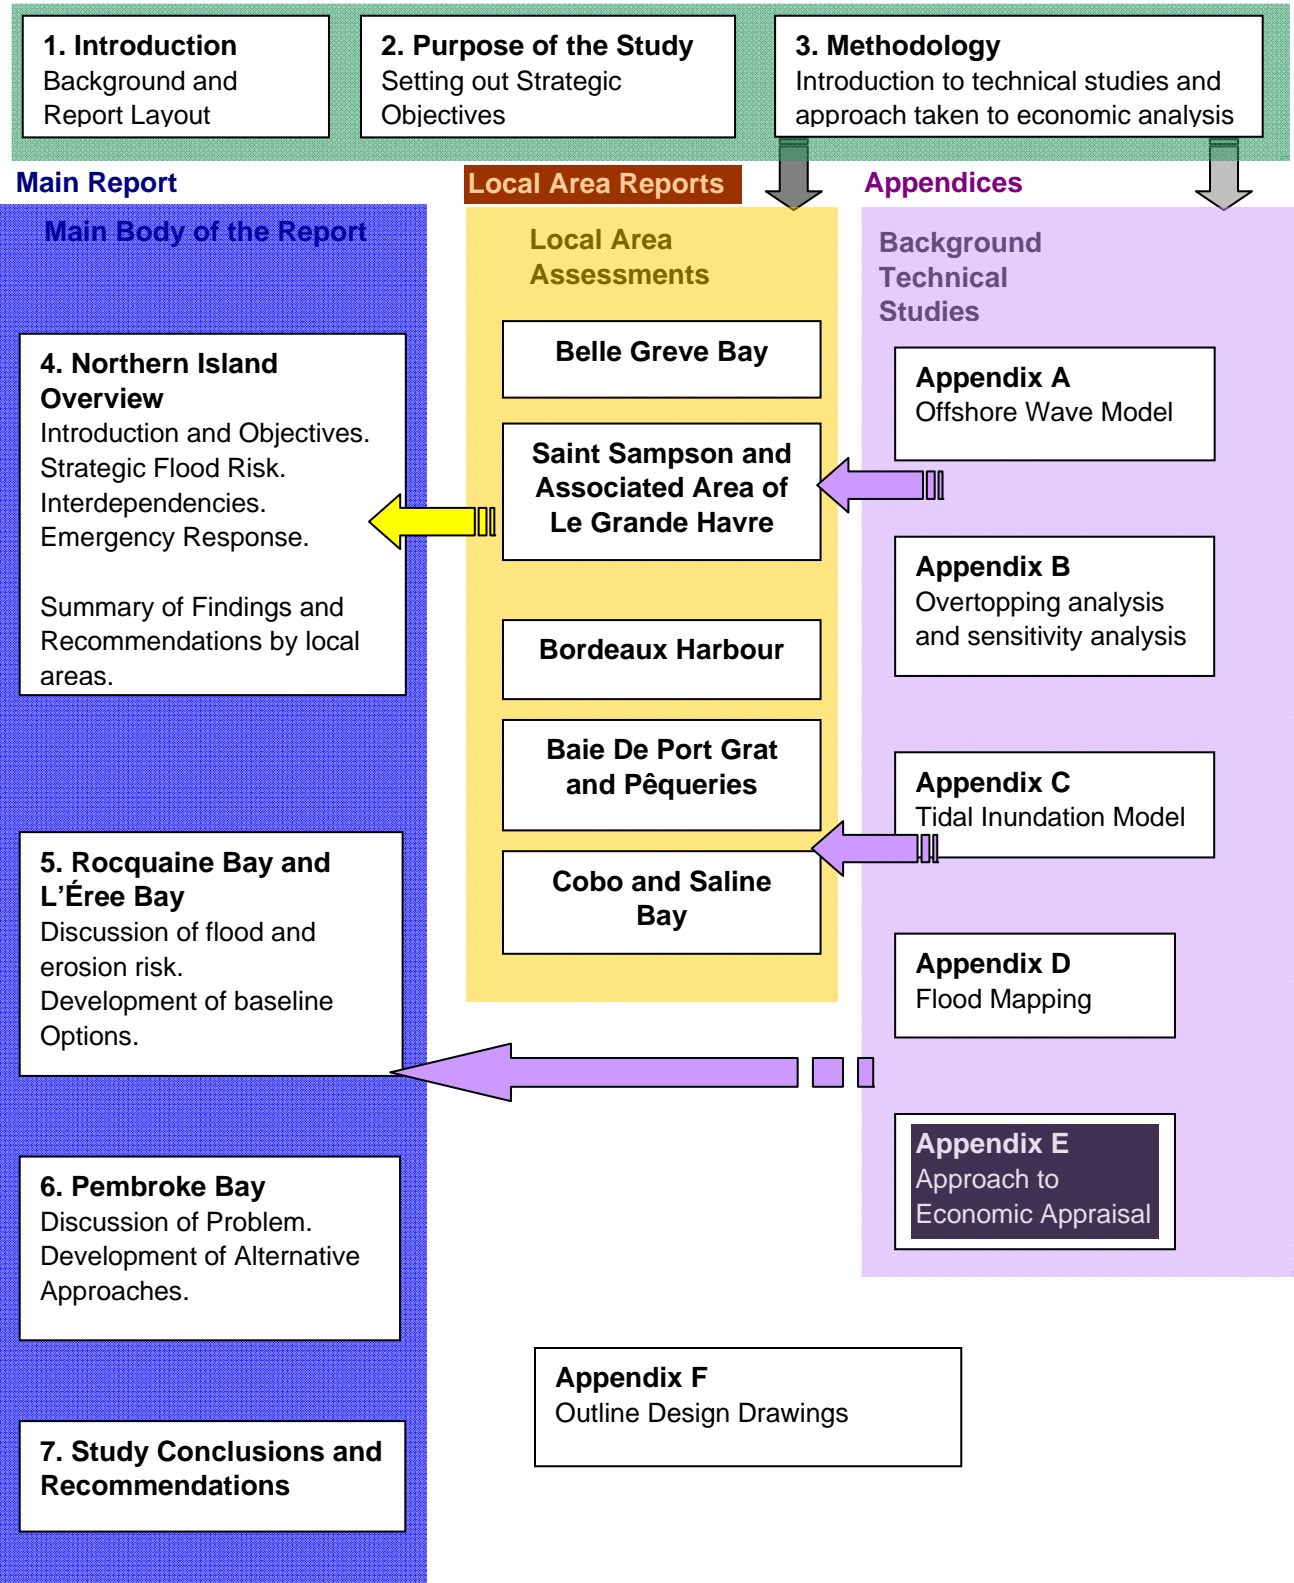 1. Introduction
Background and
Report Layout
2. Purpose of the Study
Setting out Strategic
Objectives
3. Methodology
Introduction to technical studies and
approach taken to economic analysis
Main Report
Local Area Reports
Appendices
Main Body of the Report
4. Northern Island
Overview
Introduction and Objectives.
Strategic Flood Risk.
Interdependencies.
Emergency Response.
Summary of Findings and
Recommendations by local
areas.
5. Rocquaine Bay and
L’Éree Bay
Discussion of flood and
erosion risk.
Development of baseline
Options.
6. Pembroke Bay
Discussion of Problem.
Development of Alternative
Approaches.
7. Study Conclusions and
Recommendations
Local Area
Assessments
Belle Greve Bay
Saint Sampson and
Associated Area of
Le Grande Havre
Bordeaux Harbour
Baie De Port Grat
and Pêqueries
Cobo and Saline
Bay
Background
Technical
Studies
Appendix A
Offshore Wave Model
Appendix B
Overtopping analysis
and sensitivity analysis
Appendix C
Tidal Inundation Model
Appendix D
Flood Mapping
Appendix E
Approach to
Economic Appraisal
Appendix F
Outline Design Drawings